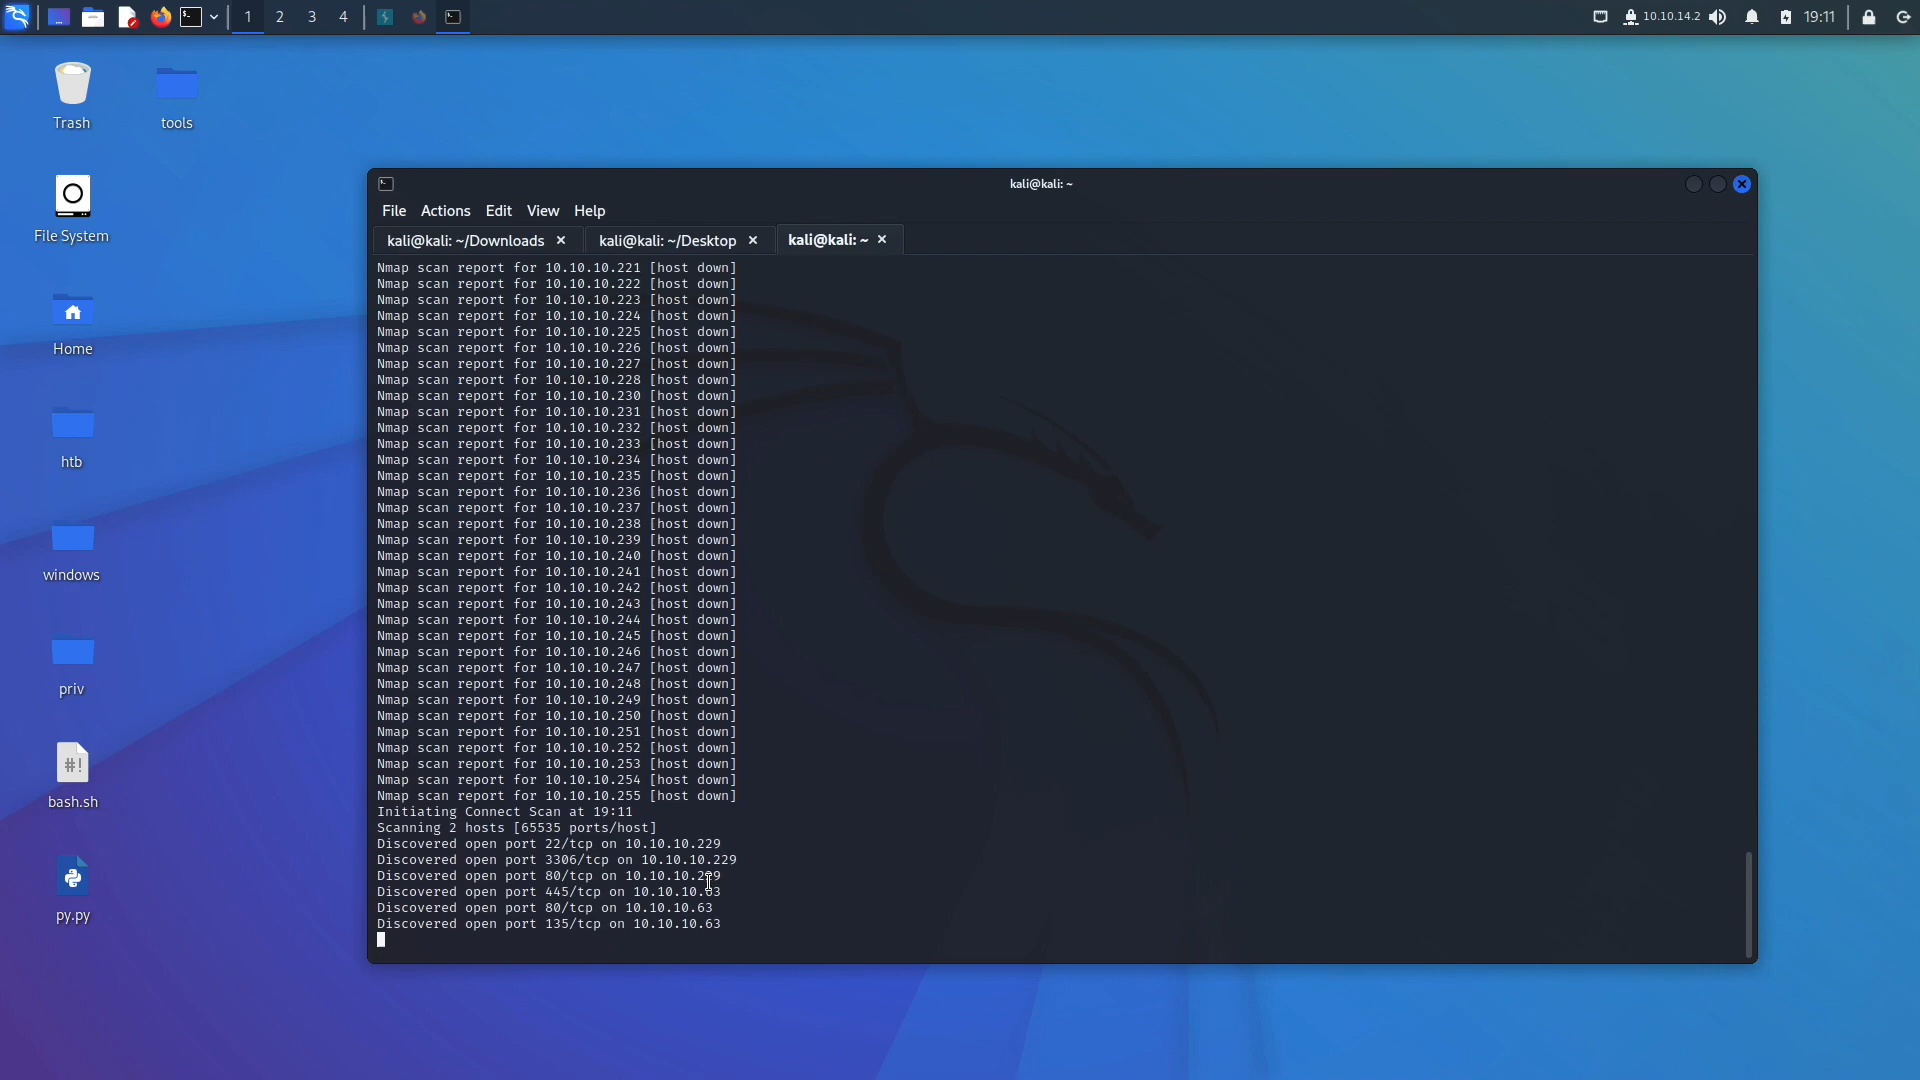 1 2 3 4 10.10.14.2 19:11
Trash
tools
File System
Home
htb
windows
priv
#!
bash.sh
py.py
kali@kali: ~
File Actions Edit View Help
kali@kali: ~/Downloads kali@kali: ~/Desktop kali@kali: ~
Nmap scan report for 10.10.10.221 [host down]
Nmap scan report for 10.10.10.222 [host down]
Nmap scan report for 10.10.10.223 [host down]
Nmap scan report for 10.10.10.224 [host down]
Nmap scan report for 10.10.10.225 [host down]
Nmap scan report for 10.10.10.226 [host down]
Nmap scan report for 10.10.10.227 [host down]
Nmap scan report for 10.10.10.228 [host down]
Nmap scan report for 10.10.10.230 [host down]
Nmap scan report for 10.10.10.231 [host down]
Nmap scan report for 10.10.10.232 [host down]
Nmap scan report for 10.10.10.233 [host down]
Nmap scan report for 10.10.10.234 [host down]
Nmap scan report for 10.10.10.235 [host down]
Nmap scan report for 10.10.10.236 [host down]
Nmap scan report for 10.10.10.237 [host down]
Nmap scan report for 10.10.10.238 [host down]
Nmap scan report for 10.10.10.239 [host down]
Nmap scan report for 10.10.10.240 [host down]
Nmap scan report for 10.10.10.241 [host down]
Nmap scan report for 10.10.10.242 [host down]
Nmap scan report for 10.10.10.243 [host down]
Nmap scan report for 10.10.10.244 [host down]
Nmap scan report for 10.10.10.245 [host down]
Nmap scan report for 10.10.10.246 [host down]
Nmap scan report for 10.10.10.247 [host down]
Nmap scan report for 10.10.10.248 [host down]
Nmap scan report for 10.10.10.249 [host down]
Nmap scan report for 10.10.10.250 [host down]
Nmap scan report for 10.10.10.251 [host down]
Nmap scan report for 10.10.10.252 [host down]
Nmap scan report for 10.10.10.253 [host down]
Nmap scan report for 10.10.10.254 [host down]
Nmap scan report for 10.10.10.255 [host down]
Initiating Connect Scan at 19:11
Scanning 2 hosts [65535 ports/host]
Discovered open port 22/tcp on 10.10.10.229
Discovered open port 3306/tcp on 10.10.10.229
Discovered open port 80/tcp on 10.10.10.229
Discovered open port 445/tcp on 10.10.10.63
Discovered open port 80/tcp on 10.10.10.63
Discovered open port 135/tcp on 10.10.10.63